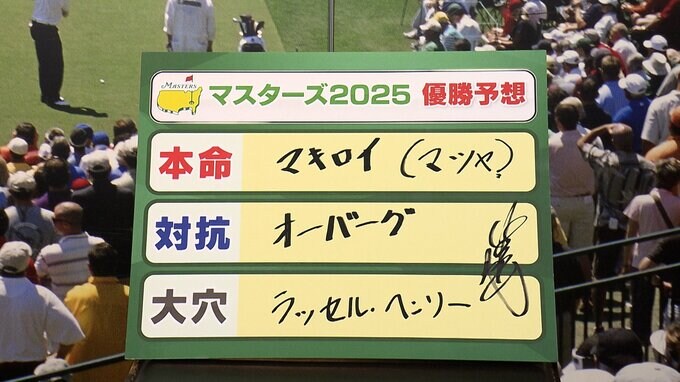 MASTERS
マスターズ2025 優勝予想
本命 マキロイ(マツヤマ?)
対抗 オーバーグ
大穴 ラッセル・ヘンリー